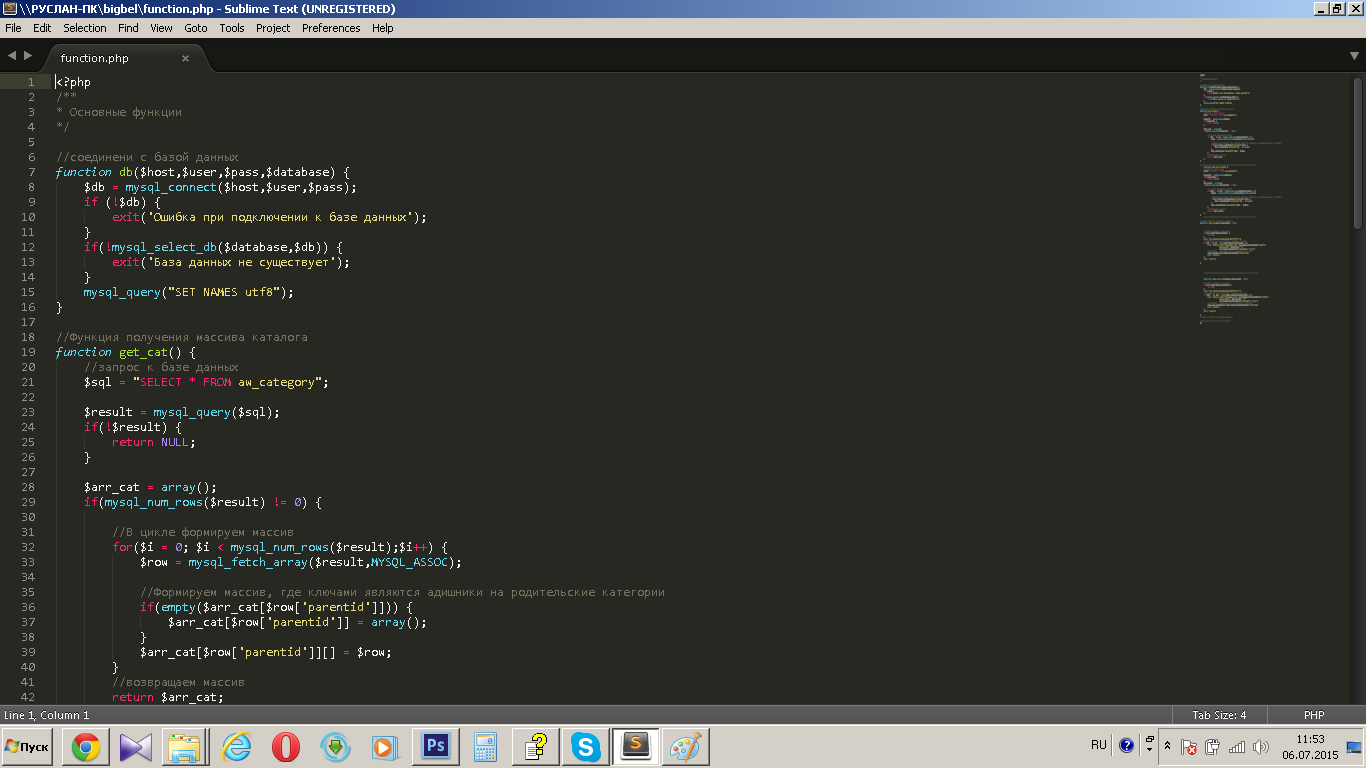 \\РУСЛАН-ПК\bigbel\function.php - Sublime Text (UNREGISTERED)
File Edit Selection Find View Goto Tools Project Preferences Help
function.php
1 <?php
2 /**
3 * Основные функции
4 */
5
6 //соединени с базой данных
7 function db($host,$user,$pass,$database) {
8 $db = mysql_connect($host,$user,$pass);
9 if (!$db) {
10 exit('Ошибка при подключении к базе данных');
11 }
12 if(!mysql_select_db($database,$db)) {
13 exit('База данных не существует');
14 }
15 mysql_query("SET NAMES utf8");
16 }
17
18 //Функция получения массива каталога
19 function get_cat() {
20 //запрос к базе данных
21 $sql = "SELECT * FROM aw_category";
22
23 $result = mysql_query($sql);
24 if(!$result) {
25 return NULL;
26 }
27
28 $arr_cat = array();
29 if(mysql_num_rows($result) != 0) {
30
31 //В цикле формируем массив
32 for($i = 0; $i < mysql_num_rows($result);$i++) {
33 $row = mysql_fetch_array($result,MYSQL_ASSOC);
34
35 //Формируем массив, где ключами являются адишники на родительские категории
36 if(empty($arr_cat[$row['parentid']])) {
37 $arr_cat[$row['parentid']] = array();
38 }
39 $arr_cat[$row['parentid']][] = $row;
40 }
41 //возвращаем массив
42 return $arr_cat;
Line 1, Column 1 Tab Size: 4 PHP
Пуск Ps S RU 11:53
06.07.2015